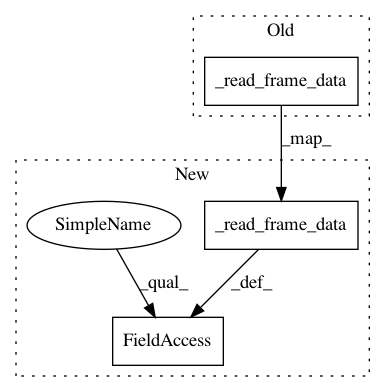 Old
_read_frame_data
_map_
New
SimpleName
_read_frame_data
_qual_
_def_
FieldAccess